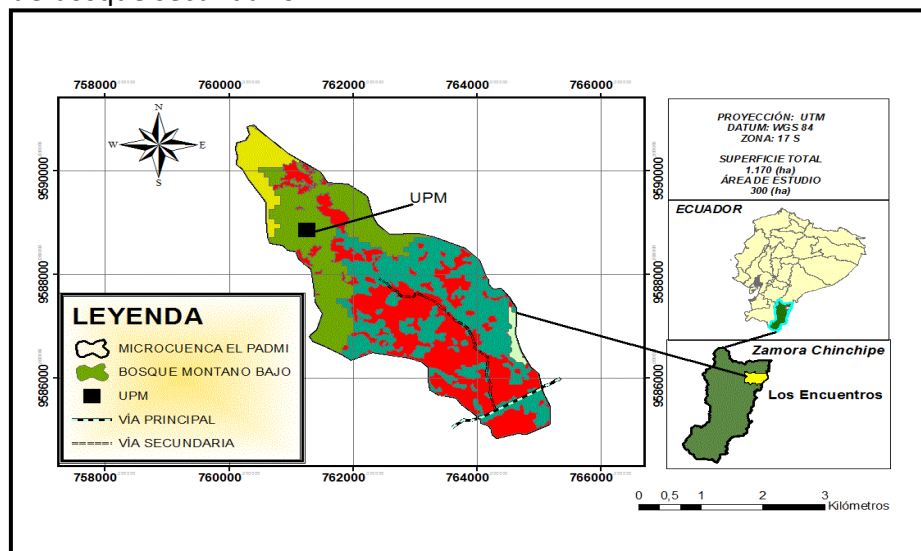 758000 760000 762000 764000 766000
N
W E
S
9590000 9590000
9588000 9588000
9586000 9586000
UPM
LEYENDA
MICROCUENCA EL PADMI
BOSQUE MONTANO BAJO
UPM
VÍA PRINCIPAL
VÍA SECUNDARIA
758000 760000 762000 764000 766000
PROYECCIÓN: UTM
DATUM: WGS 84
ZONA: 17 S
SUPERFICIE TOTAL
1.170 (ha)
ÁREA DE ESTUDIO
300 (ha)
ECUADOR
Zamora Chinchipe
Los Encuentros
0 0,5 1 2 3
Kilómetros